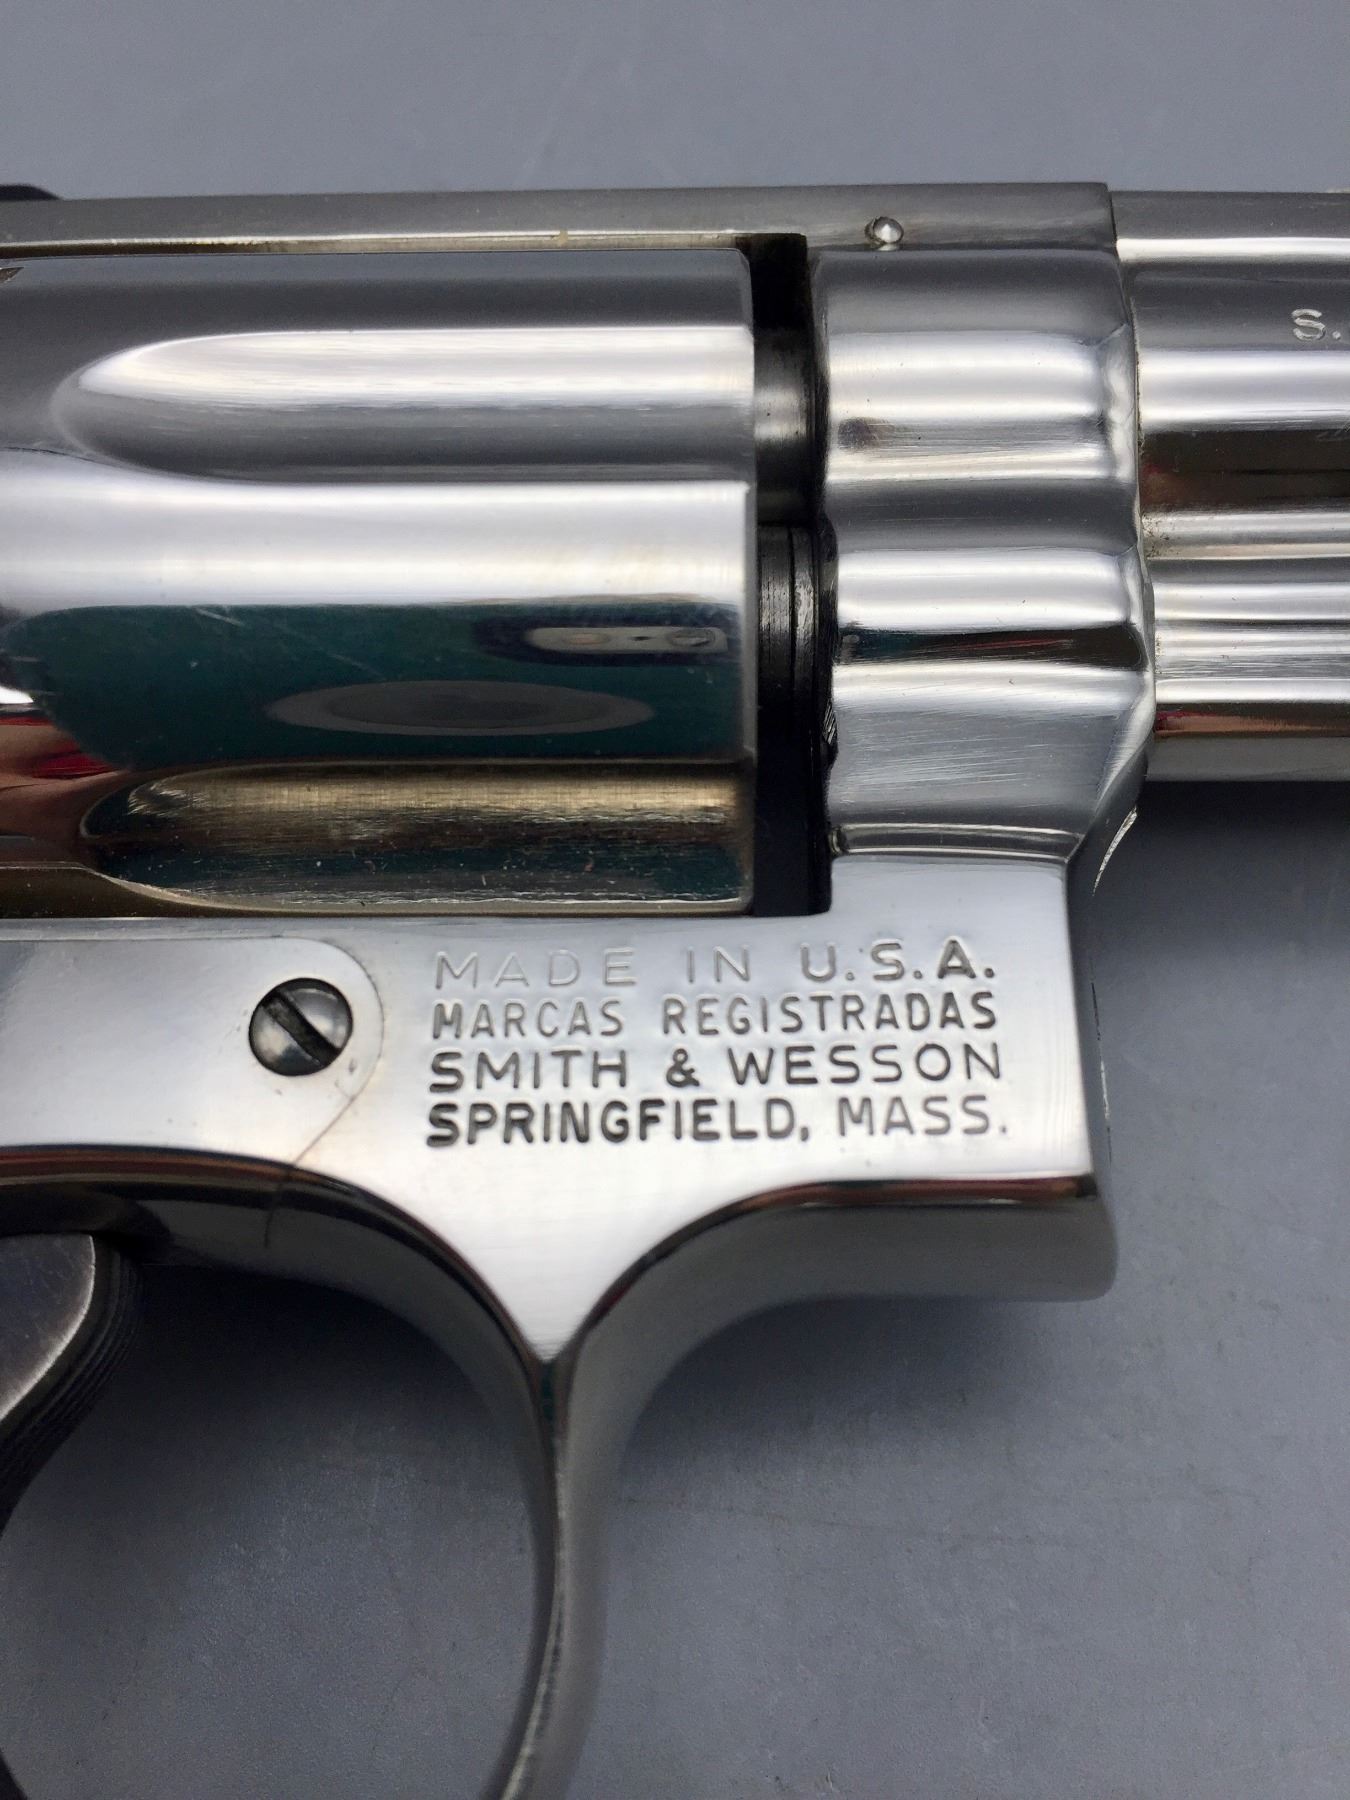 S.
MADE IN U.S.A.
MARCAS REGISTRADAS
SMITH & WESSON
SPRINGFIELD, MASS.